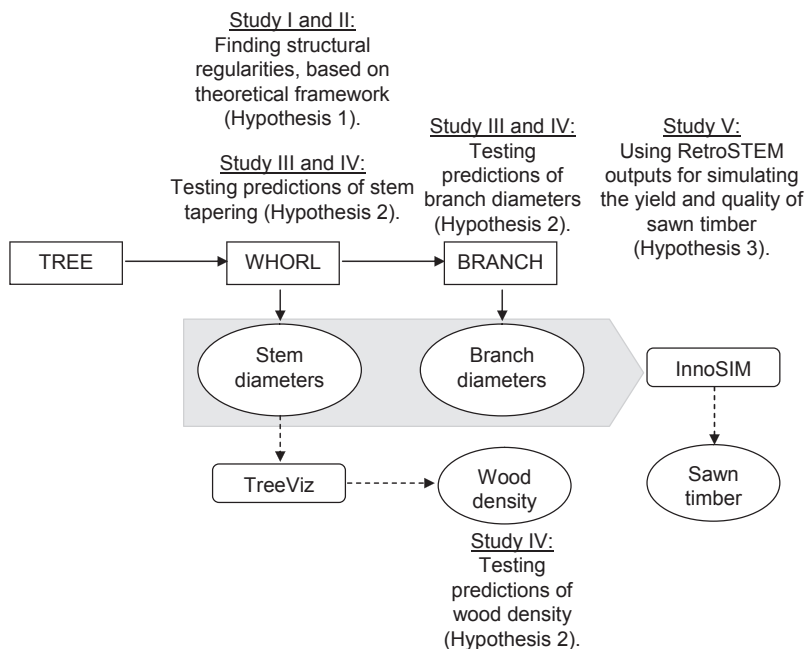 Study I and II:
Finding structural
regularities, based on
theoretical framework
(Hypothesis 1).
Study III and IV:
Testing predictions of stem
tapering (Hypothesis 2).
Study III and IV:
Testing
predictions of
branch diameters
(Hypothesis 2).
Study V:
Using RetroSTEM
outputs for simulating
the yield and quality of
sawn timber
(Hypothesis 3).
TREE
WHORL
BRANCH
Stem
diameters
Branch
diameters
InnoSIM
TreeViz
Wood
density
Sawn
timber
Study IV:
Testing
predictions of
wood density
(Hypothesis 2).